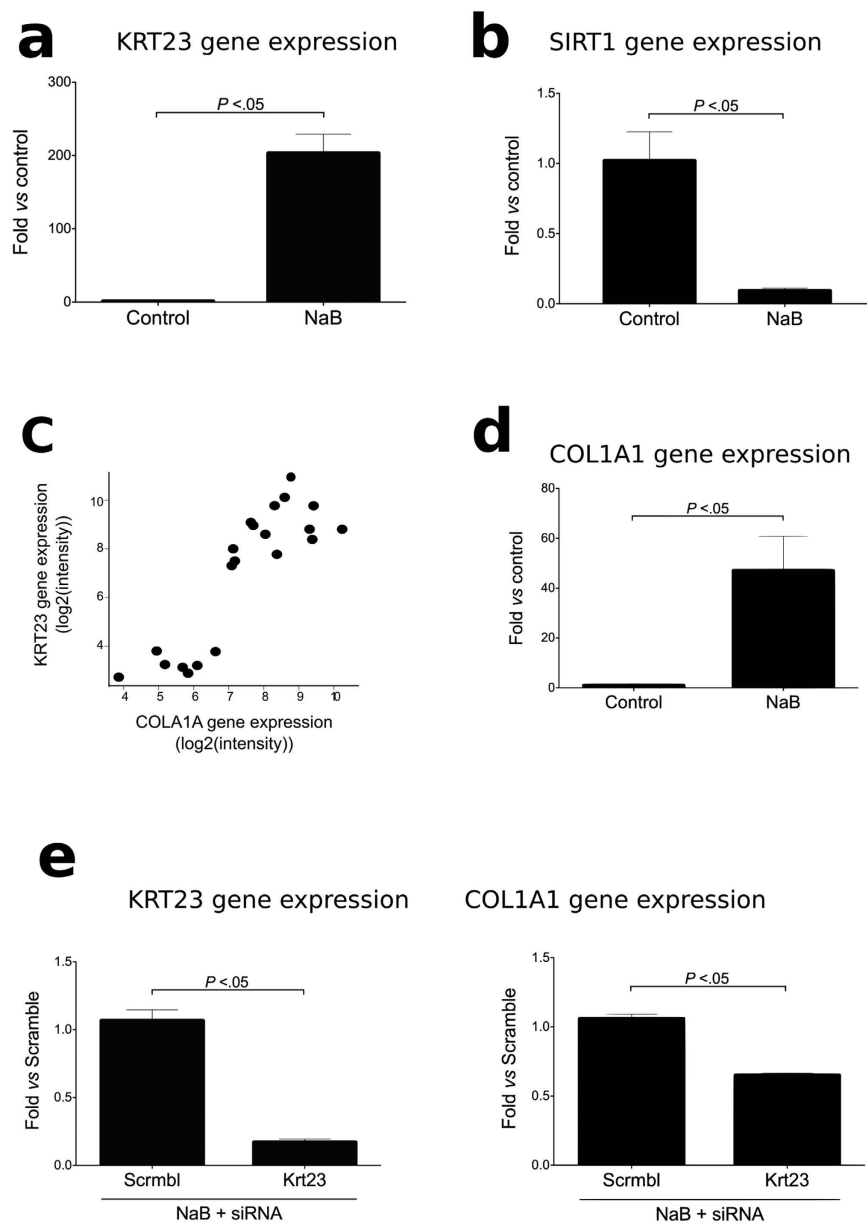 a
KRT23 gene expression
Fold vs control
300
200
100
0
P <.05
Control NaB
b
SIRT1 gene expression
Fold vs control
1.5
1.0
0.5
0.0
P <.05
Control NaB
c
KRT23 gene expression
(log2(intensity))
10
8
6
4
4 5 6 7 8 9 10
COLA1A gene expression
(log2(intensity))
d
COL1A1 gene expression
Fold vs control
80
60
40
20
0
P <.05
Control NaB
e
KRT23 gene expression
Fold vs Scramble
1.5
1.0
0.5
0.0
P <.05
Scrmbl Krt23
NaB + siRNA
COL1A1 gene expression
Fold vs Scramble
1.5
1.0
0.5
0.0
P <.05
Scrmbl Krt23
NaB + siRNA